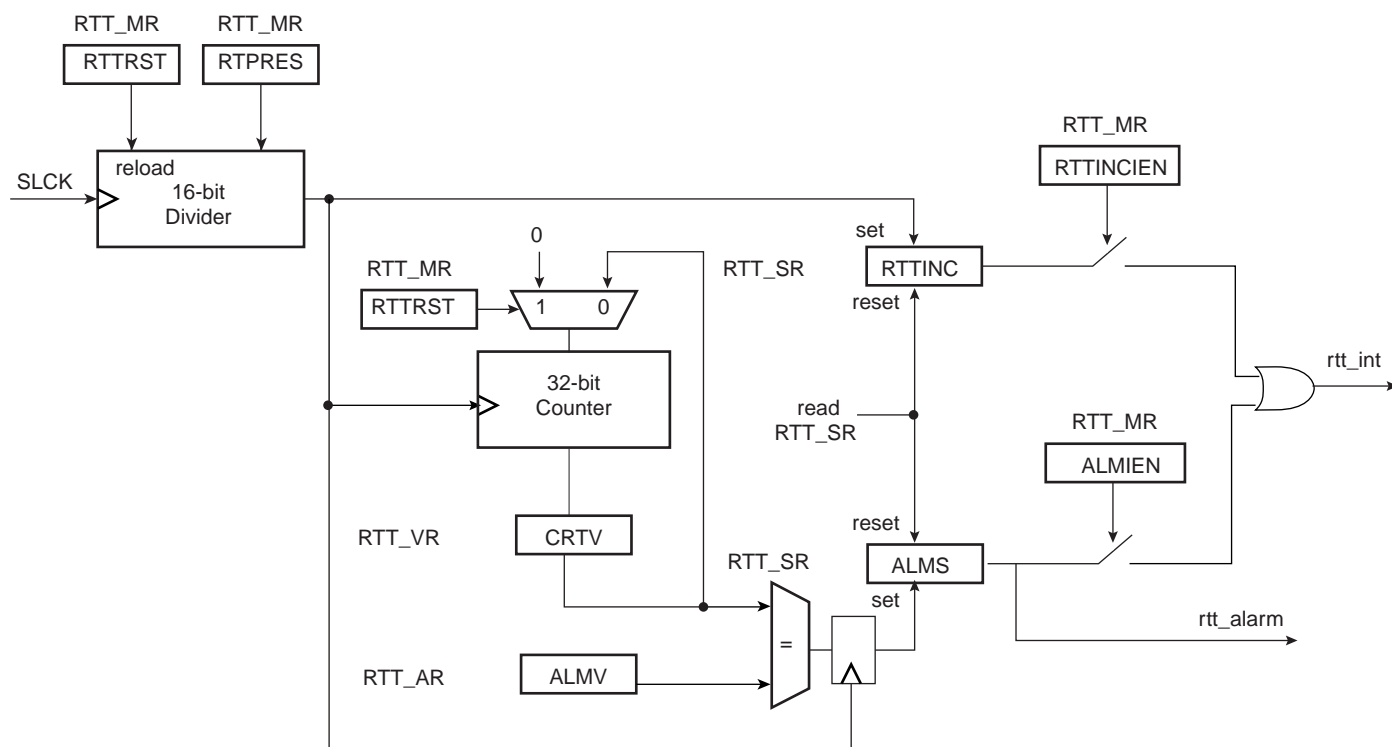 RTT_MR
RTT_MR
RTTRST
RTPRES
SLCK
reload
16-bit
Divider
RTT_MR
RTTINCIEN
0
set
RTT_MR
RTT_SR
RTTINC
RTTRST
1
0
reset
32-bit
Counter
rtt_int
read
RTT_SR
RTT_MR
ALMIEN
RTT_VR
CRTV
reset
RTT_SR
ALMS
set
rtt_alarm
=
RTT_AR
ALMV